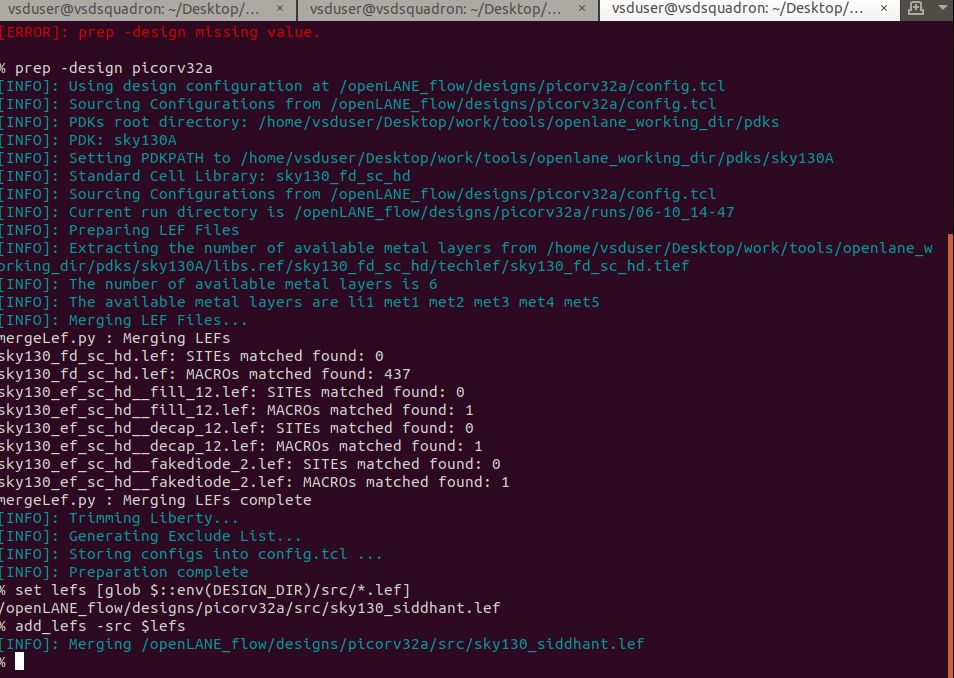 vsduser@vsdsquadron: ~/Desktop/... × vsduser@vsdsquadron: ~/Desktop/... × vsduser@vsdsquadron: ~/Desktop/... ×
[ERROR]: prep -design missing value.
% prep -design picorv32a
[INFO]: Using design configuration at /openLANE_flow/designs/picorv32a/config.tcl
[INFO]: Sourcing Configurations from /openLANE_flow/designs/picorv32a/config.tcl
[INFO]: PDKs root directory: /home/vsduser/Desktop/work/tools/openlane_working_dir/pdks
[INFO]: PDK: sky130A
[INFO]: Setting PDKPATH to /home/vsduser/Desktop/work/tools/openlane_working_dir/pdks/sky130A
[INFO]: Standard Cell Library: sky130_fd_sc_hd
[INFO]: Sourcing Configurations from /openLANE_flow/designs/picorv32a/config.tcl
[INFO]: Current run directory is /openLANE_flow/designs/picorv32a/runs/06-10_14-47
[INFO]: Preparing LEF Files
[INFO]: Extracting the number of available metal layers from /home/vsduser/Desktop/work/tools/openlane_w
orking_dir/pdks/sky130A/libs.ref/sky130_fd_sc_hd/techlef/sky130_fd_sc_hd.tlef
[INFO]: The number of available metal layers is 6
[INFO]: The available metal layers are li1 met1 met2 met3 met4 met5
[INFO]: Merging LEF Files...
mergeLef.py : Merging LEFs
sky130_fd_sc_hd.lef: SITEs matched found: 0
sky130_fd_sc_hd.lef: MACROs matched found: 437
sky130_ef_sc_hd__fill_12.lef: SITEs matched found: 0
sky130_ef_sc_hd__fill_12.lef: MACROs matched found: 1
sky130_ef_sc_hd__decap_12.lef: SITEs matched found: 0
sky130_ef_sc_hd__decap_12.lef: MACROs matched found: 1
sky130_ef_sc_hd__fakediode_2.lef: SITEs matched found: 0
sky130_ef_sc_hd__fakediode_2.lef: MACROs matched found: 1
mergeLef.py : Merging LEFs complete
[INFO]: Trimming Liberty...
[INFO]: Generating Exclude List...
[INFO]: Storing configs into config.tcl ...
[INFO]: Preparation complete
% set lefs [glob $::env(DESIGN_DIR)/src/*.lef]
/openLANE_flow/designs/picorv32a/src/sky130_siddhant.lef
% add_lefs -src $lefs
[INFO]: Merging /openLANE_flow/designs/picorv32a/src/sky130_siddhant.lef
%